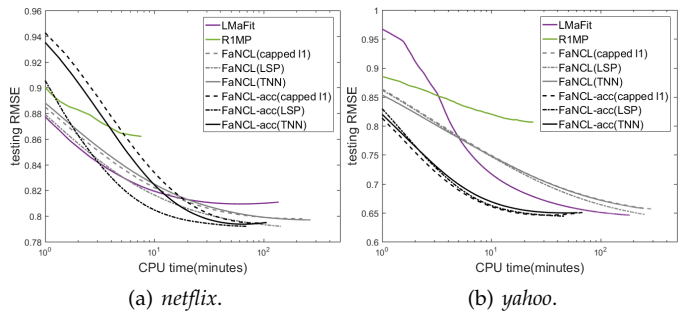 0.96
0.94
0.92
0.9
0.88
0.86
0.84
0.82
0.8
0.78
testing RMSE
10^0
10^1
10^2
CPU time(minutes)
LMaFit
R1MP
FaNCL(capped l1)
FaNCL(LSP)
FaNCL(TNN)
FaNCL-acc(capped l1)
FaNCL-acc(LSP)
FaNCL-acc(TNN)
(a) netflix.
1
0.95
0.9
0.85
0.8
0.75
0.7
0.65
0.6
testing RMSE
10^0
10^1
10^2
CPU time(minutes)
LMaFit
R1MP
FaNCL(capped l1)
FaNCL(LSP)
FaNCL(TNN)
FaNCL-acc(capped l1)
FaNCL-acc(LSP)
FaNCL-acc(TNN)
(b) yahoo.